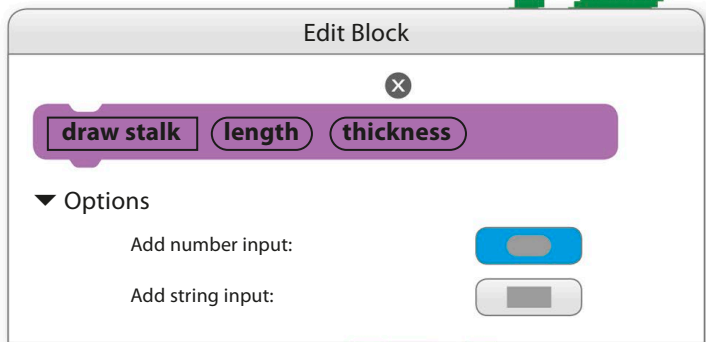 Edit Block
X
draw stalk length thickness
Options
Add number input:
Add string input: